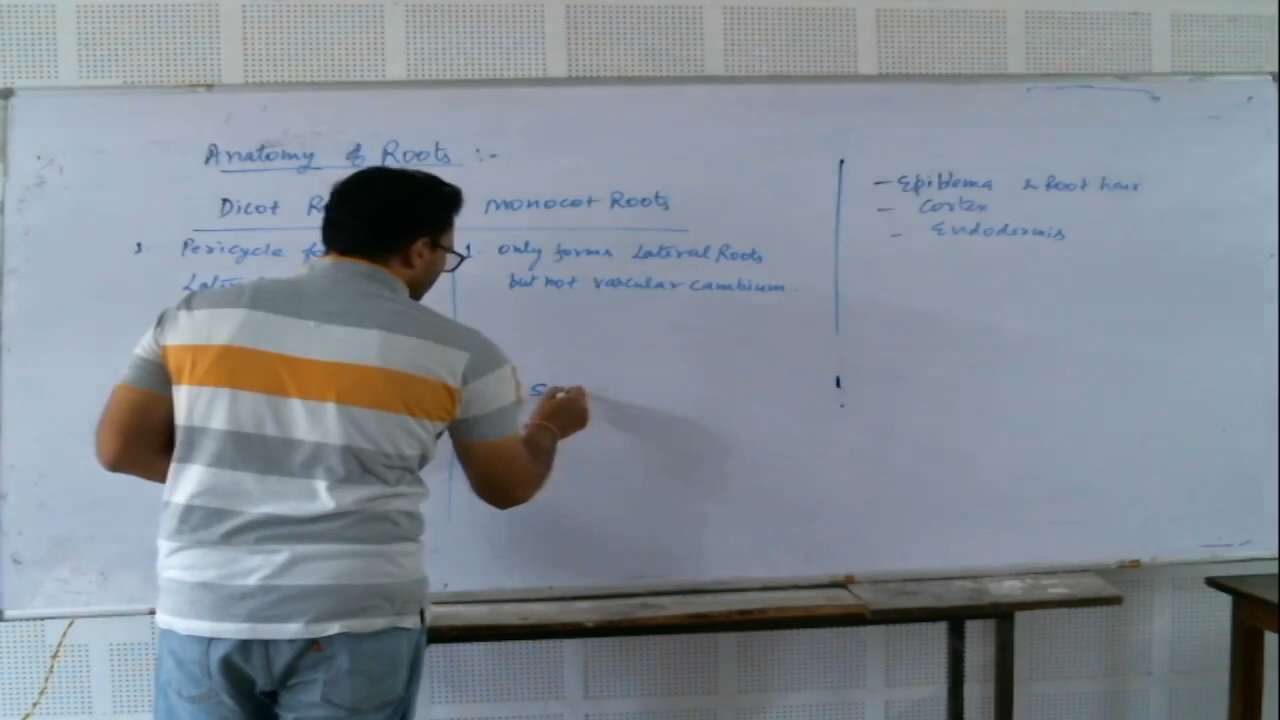 Anatomy of Roots :-
Dicot monocot Roots
1 Pericycle 1. only forms Lateral Roots
but not vascular cambium.
S
- Epiblema & Root hair
- Cortex
- Endodermis